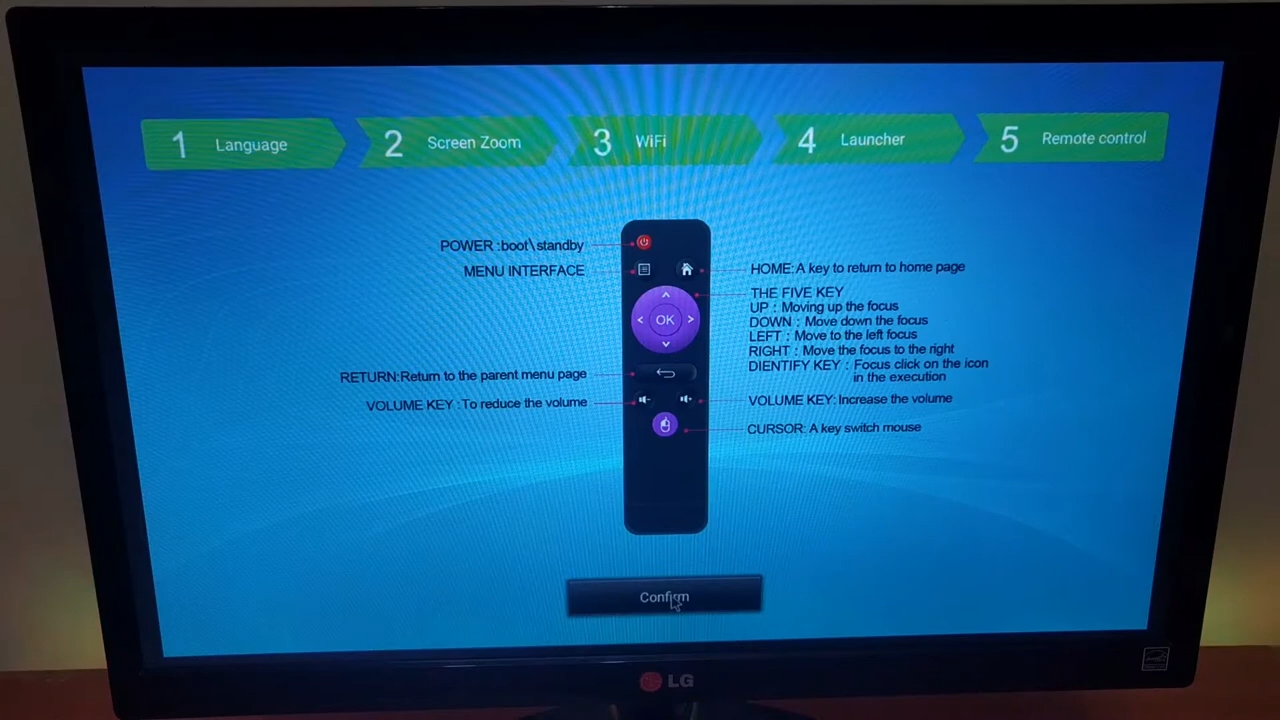 1 Language
2 Screen Zoom
3 WiFi
4 Launcher
5 Remote control
POWER :boot\standby
MENU INTERFACE
RETURN:Return to the parent menu page
VOLUME KEY :To reduce the volume
OK
HOME: A key to return to home page
THE FIVE KEY
UP : Moving up the focus
DOWN : Move down the focus
LEFT : Move to the left focus
RIGHT : Move the focus to the right
DIENTIFY KEY : Focus click on the icon
in the execution
VOLUME KEY: Increase the volume
CURSOR: A key switch mouse
Confirm
LG